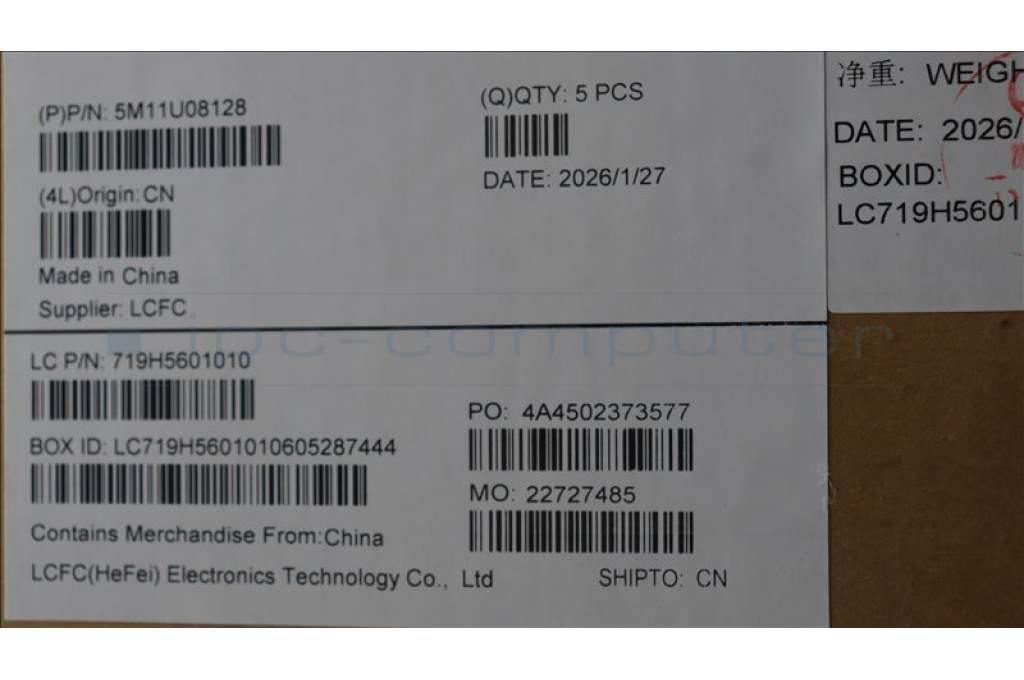 (P)P/N: 5M11U08128
(Q)QTY: 5 PCS
DATE: 2026/1/27
(4L)Origin:CN
Made in China
Supplier: LCFC
LC P/N: 719H5601010
BOX ID: LC719H5601010605287444
PO: 4A4502373577
MO: 22727485
Contains Merchandise From:China
LCFC(HeFei) Electronics Technology Co., Ltd
SHIPTO: CN
净重: WEIGH
DATE: 2026/
BOXID:
LC719H5601
ipc-computer